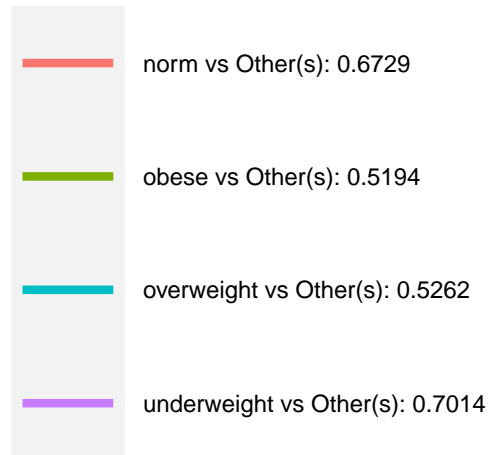 norm vs Other(s): 0.6729
obese vs Other(s): 0.5194
overweight vs Other(s): 0.5262
underweight vs Other(s): 0.7014